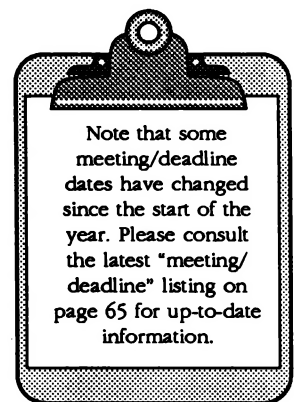 Note that some
meeting/deadline
dates have changed
since the start of the
year. Please consult
the latest "meeting/
deadline" listing on
page 65 for up-to-date
information.